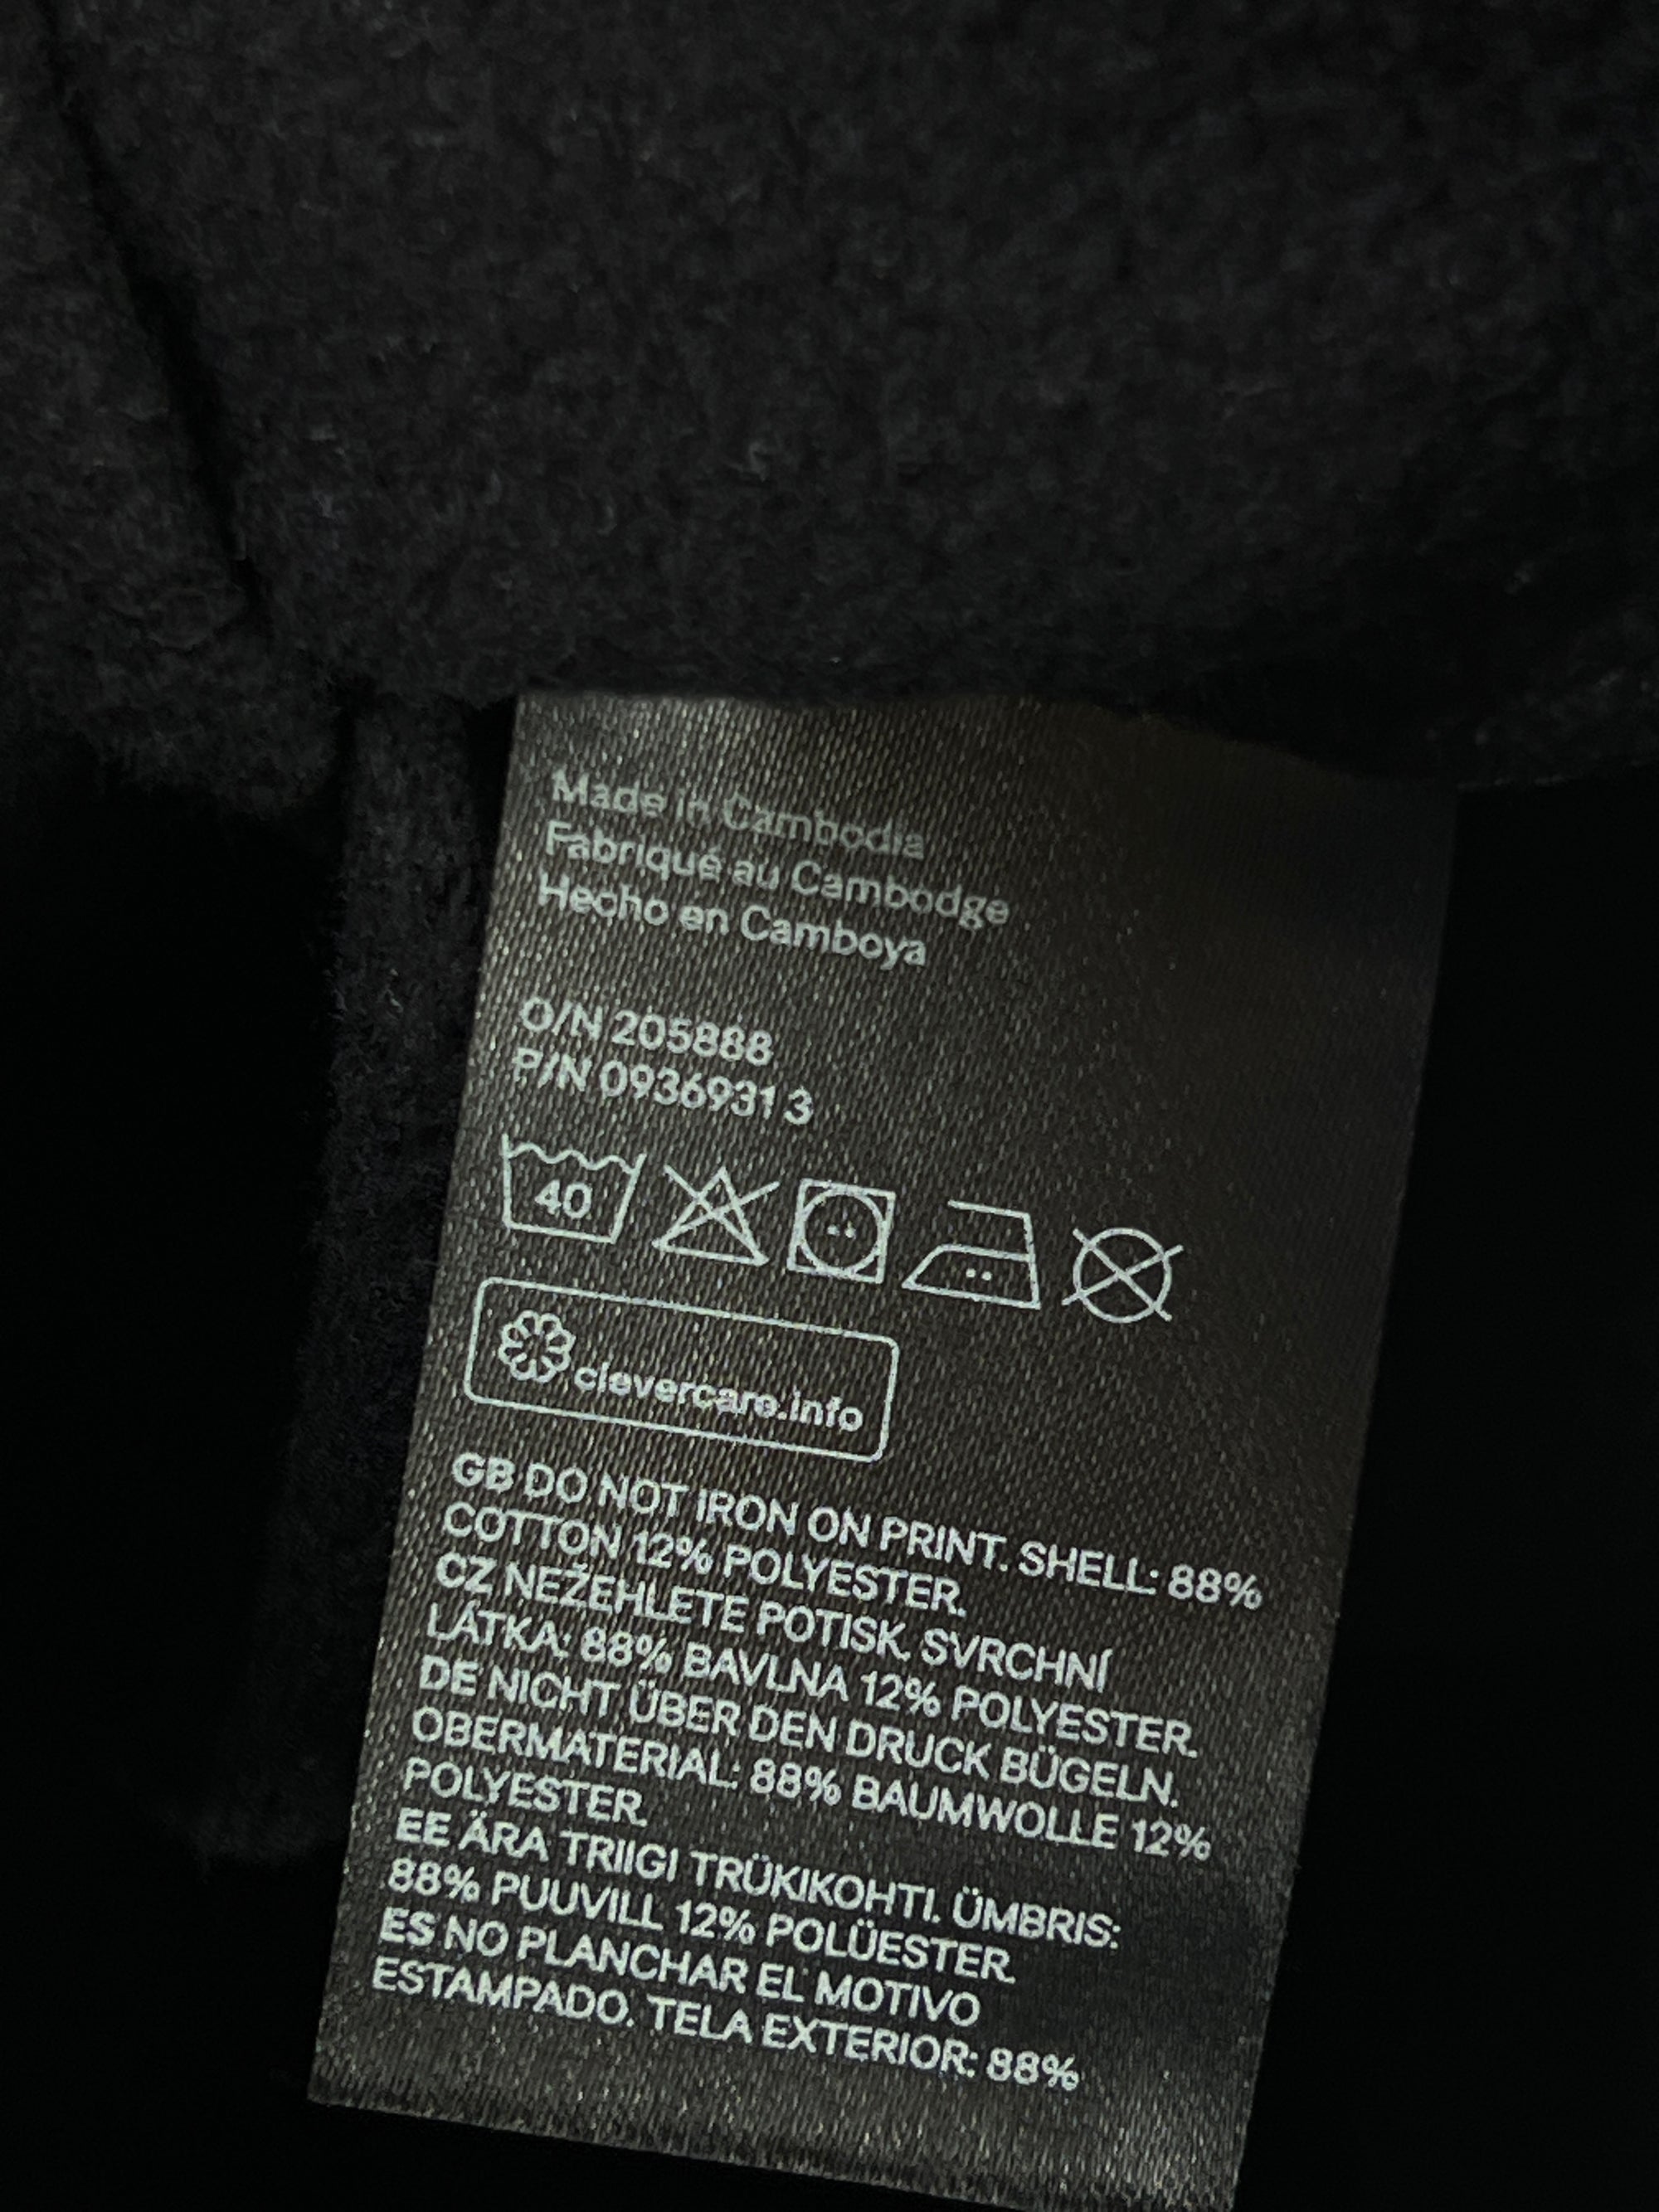 Made in Cambodia
Fabriqué au Cambodge
Hecho en Camboya
O/N 205888
P/N 0936931 3
40
clevercare.info
GB DO NOT IRON ON PRINT. SHELL: 88%
COTTON 12% POLYESTER.
CZ NEŽEHLETE POTISK. SVRCHNÍ
LÁTKA: 88% BAVLNA 12% POLYESTER.
DE NICHT ÜBER DEN DRUCK BÜGELN.
OBERMATERIAL: 88% BAUMWOLLE 12%
POLYESTER.
EE ÄRA TRIIGI TRÜKIKOHTI. ÜMBRIS:
88% PUUVILL 12% POLÜESTER.
ES NO PLANCHAR EL MOTIVO
ESTAMPADO. TELA EXTERIOR: 88%